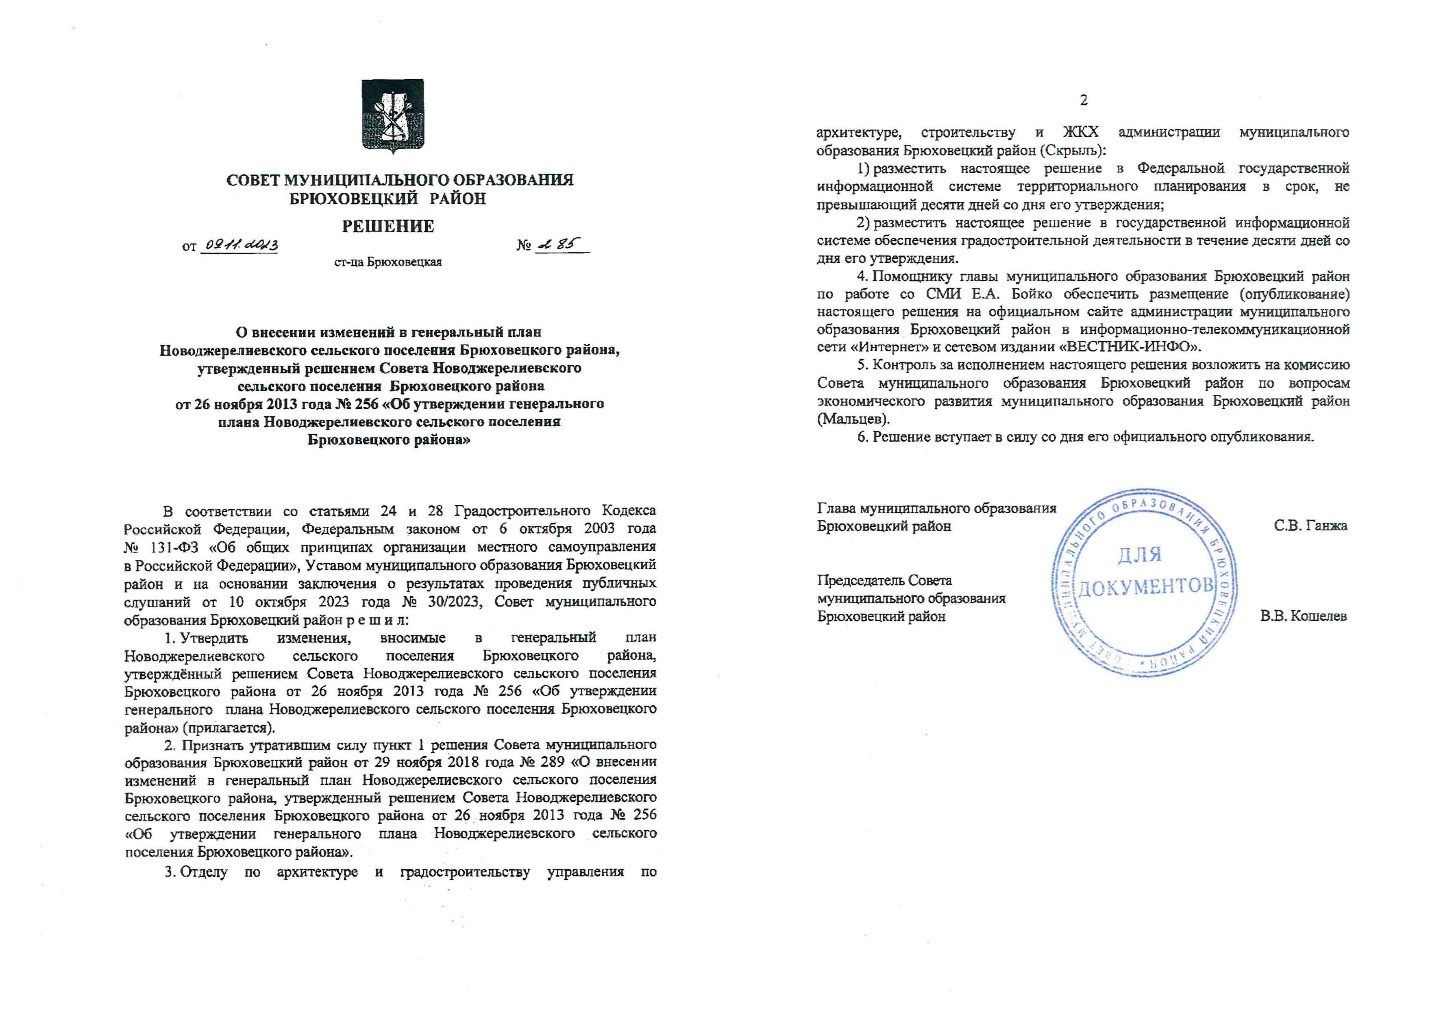 СОВЕТ МУНИЦИПАЛЬНОГО ОБРАЗОВАНИЯ
БРЮХОВЕЦКИЙ РАЙОН
РЕШЕНИЕ
от 09.11.2023 № 285
ст-ца Брюховецкая
О внесении изменений в генеральный план
Новоджерелиевского сельского поселения Брюховецкого района,
утвержденный решением Совета Новоджерелиевского
сельского поселения Брюховецкого района
от 26 ноября 2013 года № 256 «Об утверждении генерального
плана Новоджерелиевского сельского поселения
Брюховецкого района»
В соответствии со статьями 24 и 28 Градостроительного Кодекса
Российской Федерации, Федеральным законом от 6 октября 2003 года
№ 131-ФЗ «Об общих принципах организации местного самоуправления
в Российской Федерации», Уставом муниципального образования Брюховецкий
район и на основании заключения о результатах проведения публичных
слушаний от 10 октября 2023 года № 30/2023, Совет муниципального
образования Брюховецкий район р е ш и л:
1. Утвердить изменения, вносимые в генеральный план
Новоджерелиевского сельского поселения Брюховецкого района,
утверждённый решением Совета Новоджерелиевского сельского поселения
Брюховецкого района от 26 ноября 2013 года № 256 «Об утверждении
генерального плана Новоджерелиевского сельского поселения Брюховецкого
района» (прилагается).
2. Признать утратившим силу пункт 1 решения Совета муниципального
образования Брюховецкий район от 29 ноября 2018 года № 289 «О внесении
изменений в генеральный план Новоджерелиевского сельского поселения
Брюховецкого района, утвержденный решением Совета Новоджерелиевского
сельского поселения Брюховецкого района от 26 ноября 2013 года № 256
«Об утверждении генерального плана Новоджерелиевского сельского
поселения Брюховецкого района».
3. Отделу по архитектуре и градостроительству управления по
2
архитектуре, строительству и ЖКХ администрации муниципального
образования Брюховецкий район (Скрыль):
1) разместить настоящее решение в Федеральной государственной
информационной системе территориального планирования в срок, не
превышающий десяти дней со дня его утверждения;
2) разместить настоящее решение в государственной информационной
системе обеспечения градостроительной деятельности в течение десяти дней со
дня его утверждения.
4. Помощнику главы муниципального образования Брюховецкий район
по работе со СМИ Е.А. Бойко обеспечить размещение (опубликование)
настоящего решения на официальном сайте администрации муниципального
образования Брюховецкий район в информационно-телекоммуникационной
сети «Интернет» и сетевом издании «ВЕСТНИК-ИНФО».
5. Контроль за исполнением настоящего решения возложить на комиссию
Совета муниципального образования Брюховецкий район по вопросам
экономического развития муниципального образования Брюховецкий район
(Мальцев).
6. Решение вступает в силу со дня его официального опубликования.
Глава муниципального образования
Брюховецкий район С.В. Ганжа
Председатель Совета
муниципального образования
Брюховецкий район В.В. Кошелев
СОВЕТ МУНИЦИПАЛЬНОГО ОБРАЗОВАНИЯ БРЮХОВЕЦКИЙ РАЙОН *
ДЛЯ
ДОКУМЕНТОВ